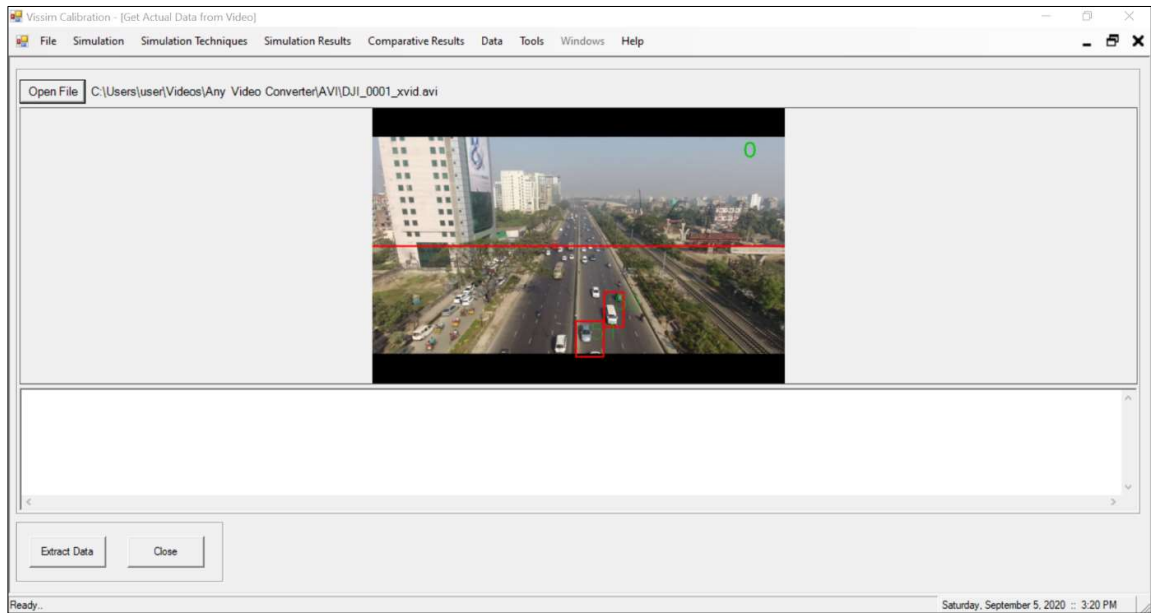 Vissim Calibration - [Get Actual Data from Video]
File Simulation Simulation Techniques Simulation Results Comparative Results Data Tools Windows Help
Open File C:\Users\user\Videos\Any Video Converter\AVI\DJI_0001_xvid.avi
0
Extract Data Close
Ready.. Saturday, September 5, 2020 :: 3:20 PM